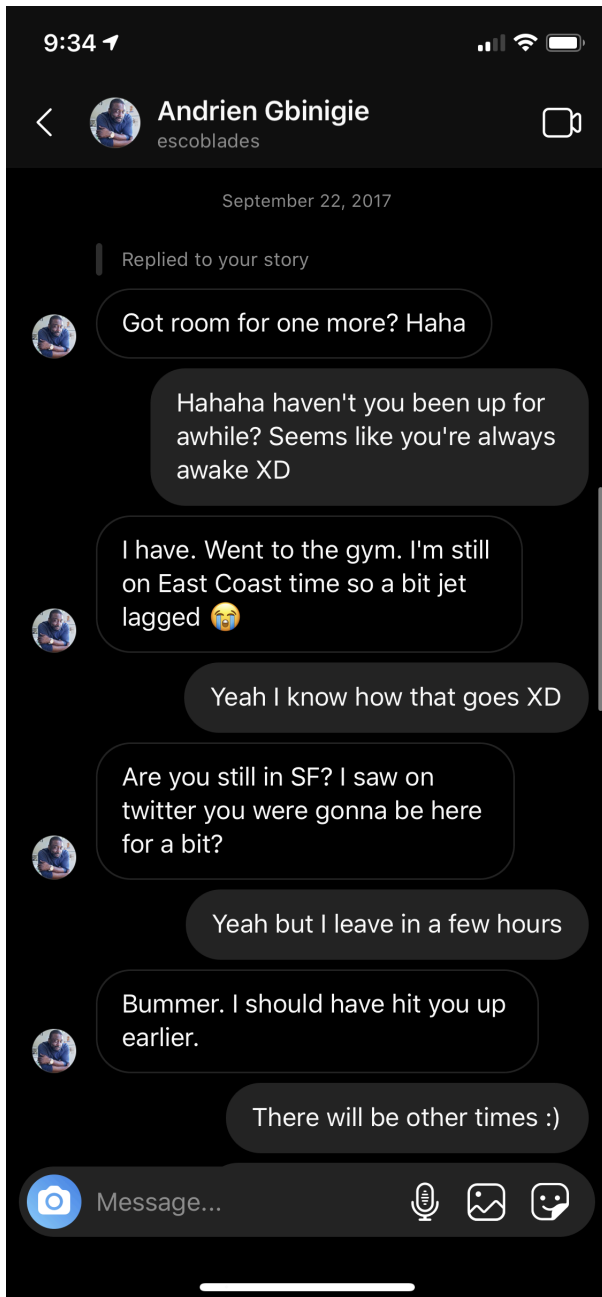 9:34
Andrien Gbinigie
escoblades
September 22, 2017
Replied to your story
Got room for one more? Haha
Hahaha haven't you been up for
awhile? Seems like you're always
awake XD
I have. Went to the gym. I'm still
on East Coast time so a bit jet
lagged 😭
Yeah I know how that goes XD
Are you still in SF? I saw on
twitter you were gonna be here
for a bit?
Yeah but I leave in a few hours
Bummer. I should have hit you up
earlier.
There will be other times :)
Message...